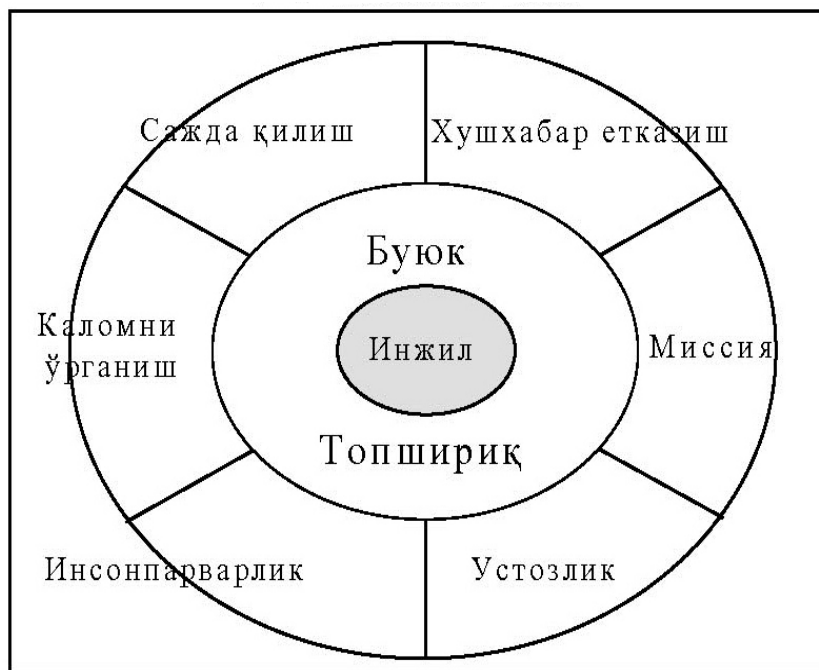 Сажда қилиш
Хушхабар етказиш
Буюк
Каломни
ўрганиш
Инжил
Миссия
Топшириқ
Инсонпарварлик
Устозлик